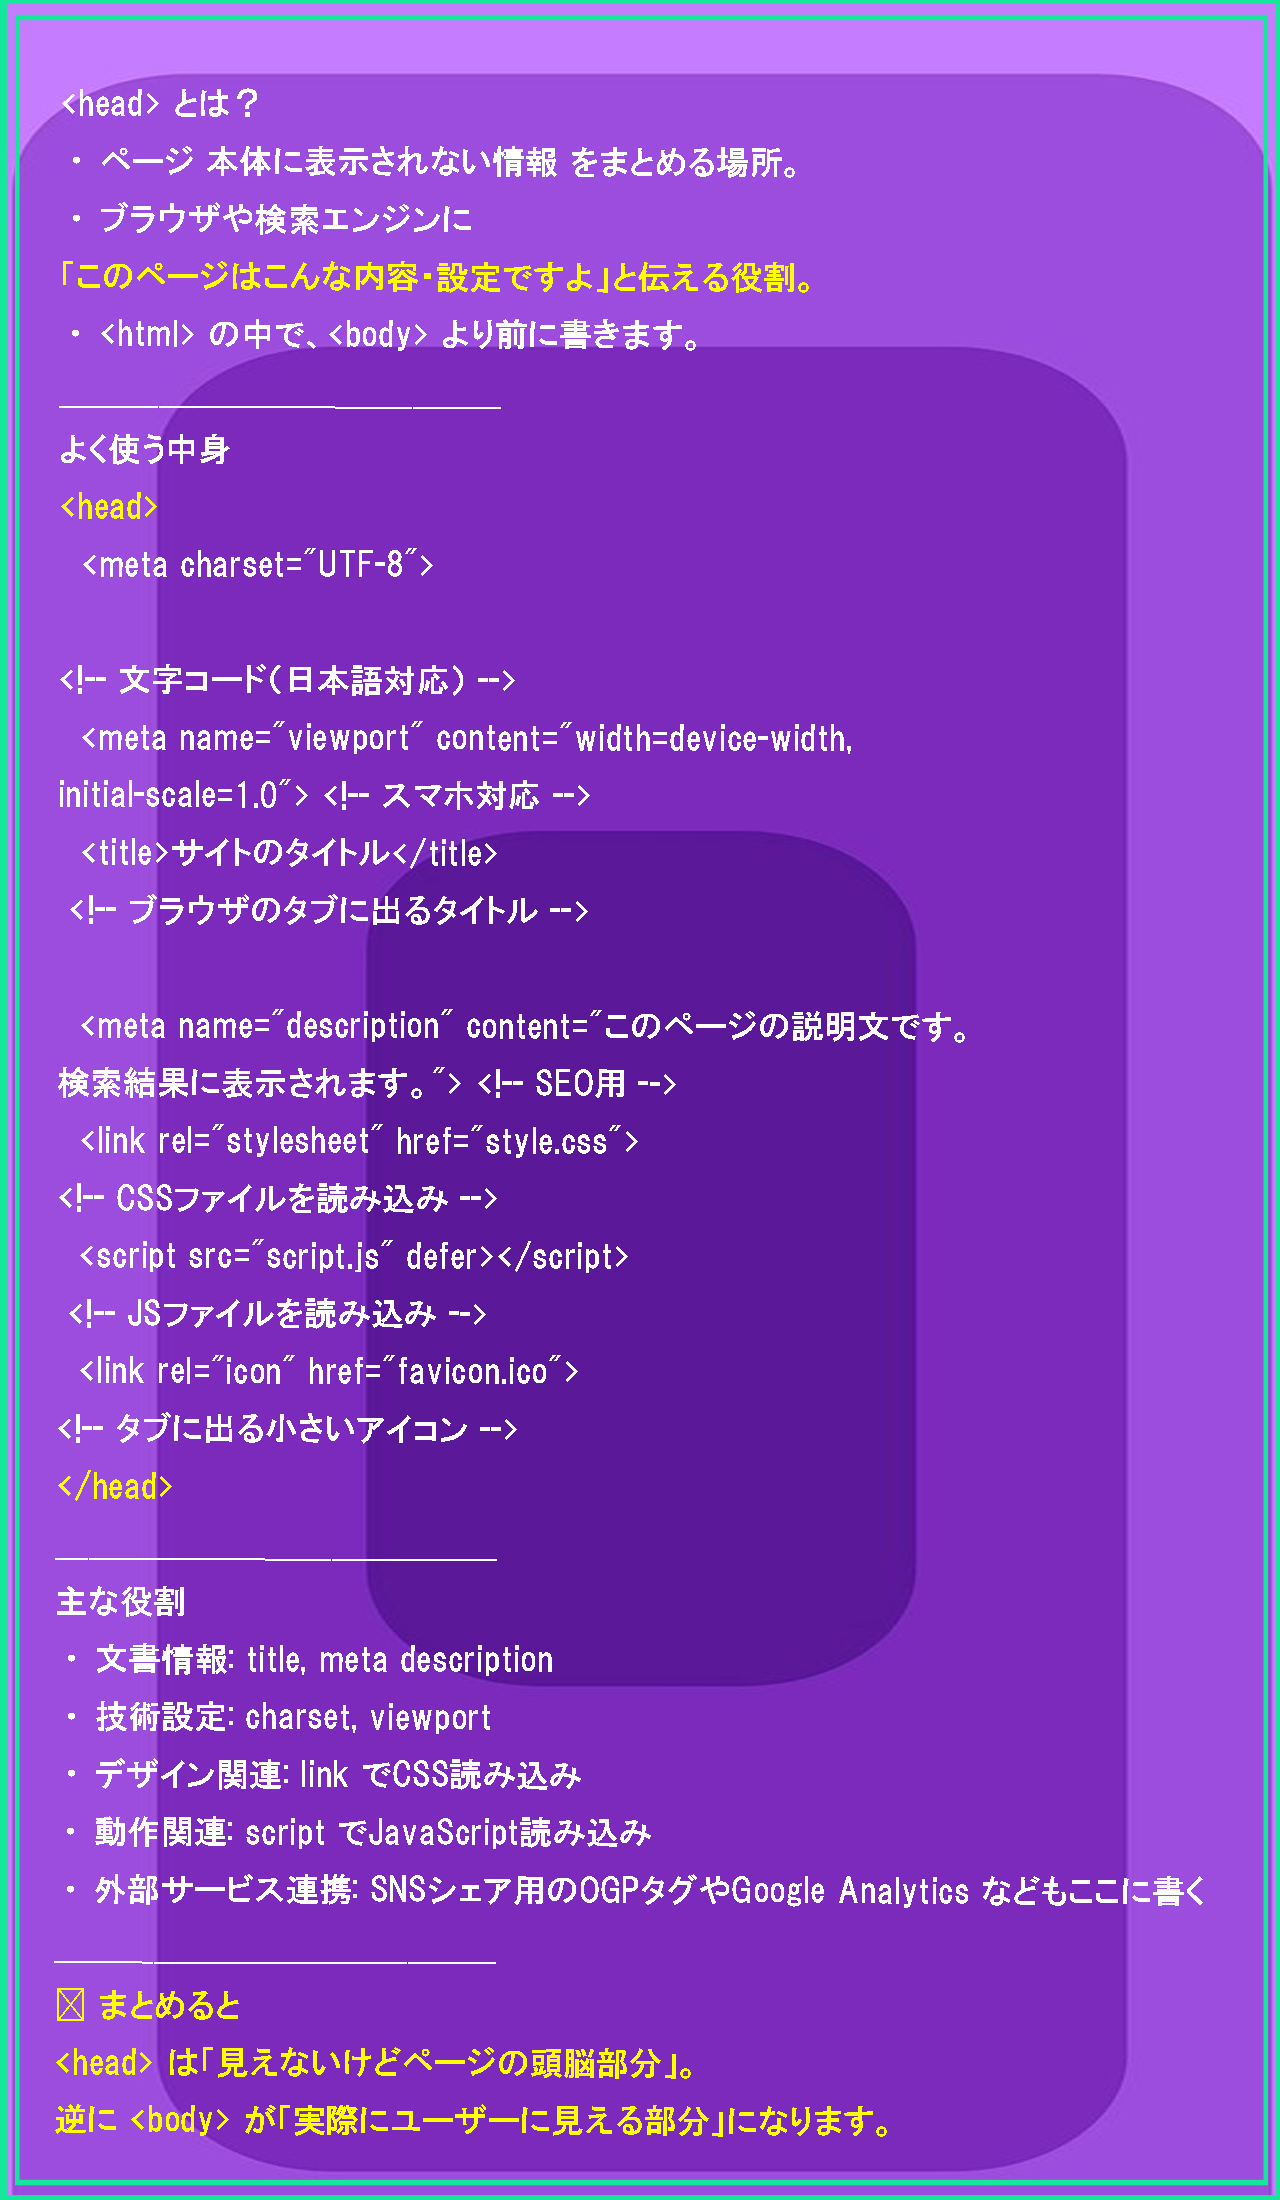 <head> とは？
・ ページ 本体に表示されない情報 をまとめる場所。
・ ブラウザや検索エンジンに
「このページはこんな内容・設定ですよ」と伝える役割。
・ <html> の中で、<body> より前に書きます。
よく使う中身
<head>
<meta charset="UTF-8">
<!-- 文字コード（日本語対応） -->
<meta name="viewport" content="width=device-width,
initial-scale=1.0"> <!-- スマホ対応 -->
<title>サイトのタイトル</title>
<!-- ブラウザのタブに出るタイトル -->
<meta name="description" content="このページの説明文です。
検索結果に表示されます。"> <!-- SEO用 -->
<link rel="stylesheet" href="style.css">
<!-- CSSファイルを読み込み -->
<script src="script.js" defer></script>
<!-- JSファイルを読み込み -->
<link rel="icon" href="favicon.ico">
<!-- タブに出る小さいアイコン -->
</head>
主な役割
・ 文書情報: title, meta description
・ 技術設定: charset, viewport
・ デザイン関連: link でCSS読み込み
・ 動作関連: script でJavaScript読み込み
・ 外部サービス連携: SNSシェア用のOGPタグやGoogle Analytics などもここに書く
まとめると
<head> は「見えないけどページの頭脳部分」。
逆に <body> が「実際にユーザーに見える部分」になります。